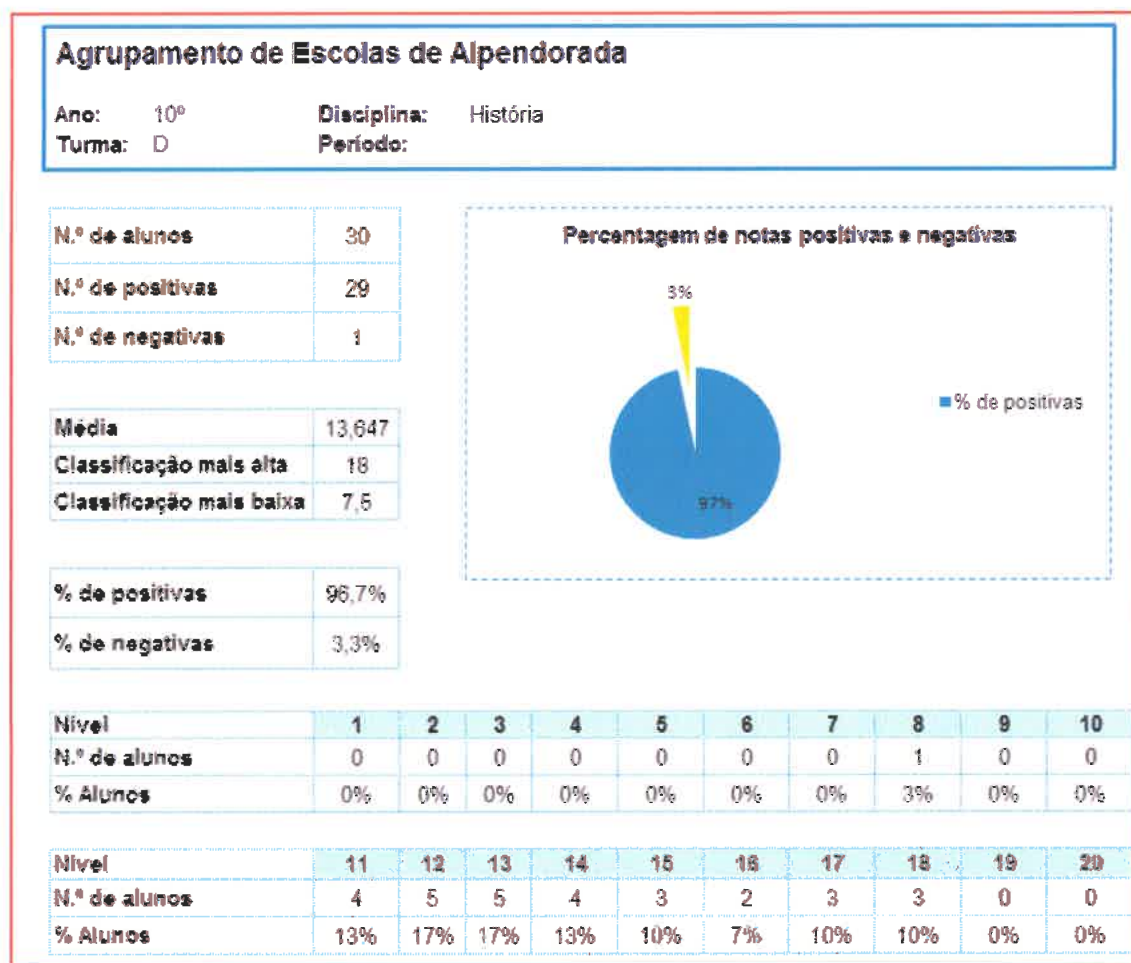 Agrupamento de Escolas de Alpendorada
Ano: 10º Disciplina: História
Turma: D Período:
N.º de alunos 30
N.º de positivas 29
N.º de negativas 1
Média 13,647
Classificação mais alta 18
Classificação mais baixa 7,5
% de positivas 96,7%
% de negativas 3,3%
Percentagem de notas positivas e negativas
3%
% de positivas
97%
Nível 1 2 3 4 5 6 7 8 9 10
N.º de alunos 0 0 0 0 0 0 0 1 0 0
% Alunos 0% 0% 0% 0% 0% 0% 0% 3% 0% 0%
Nível 11 12 13 14 15 16 17 18 19 20
N.º de alunos 4 5 5 4 3 2 3 3 0 0
% Alunos 13% 17% 17% 13% 10% 7% 10% 10% 0% 0%